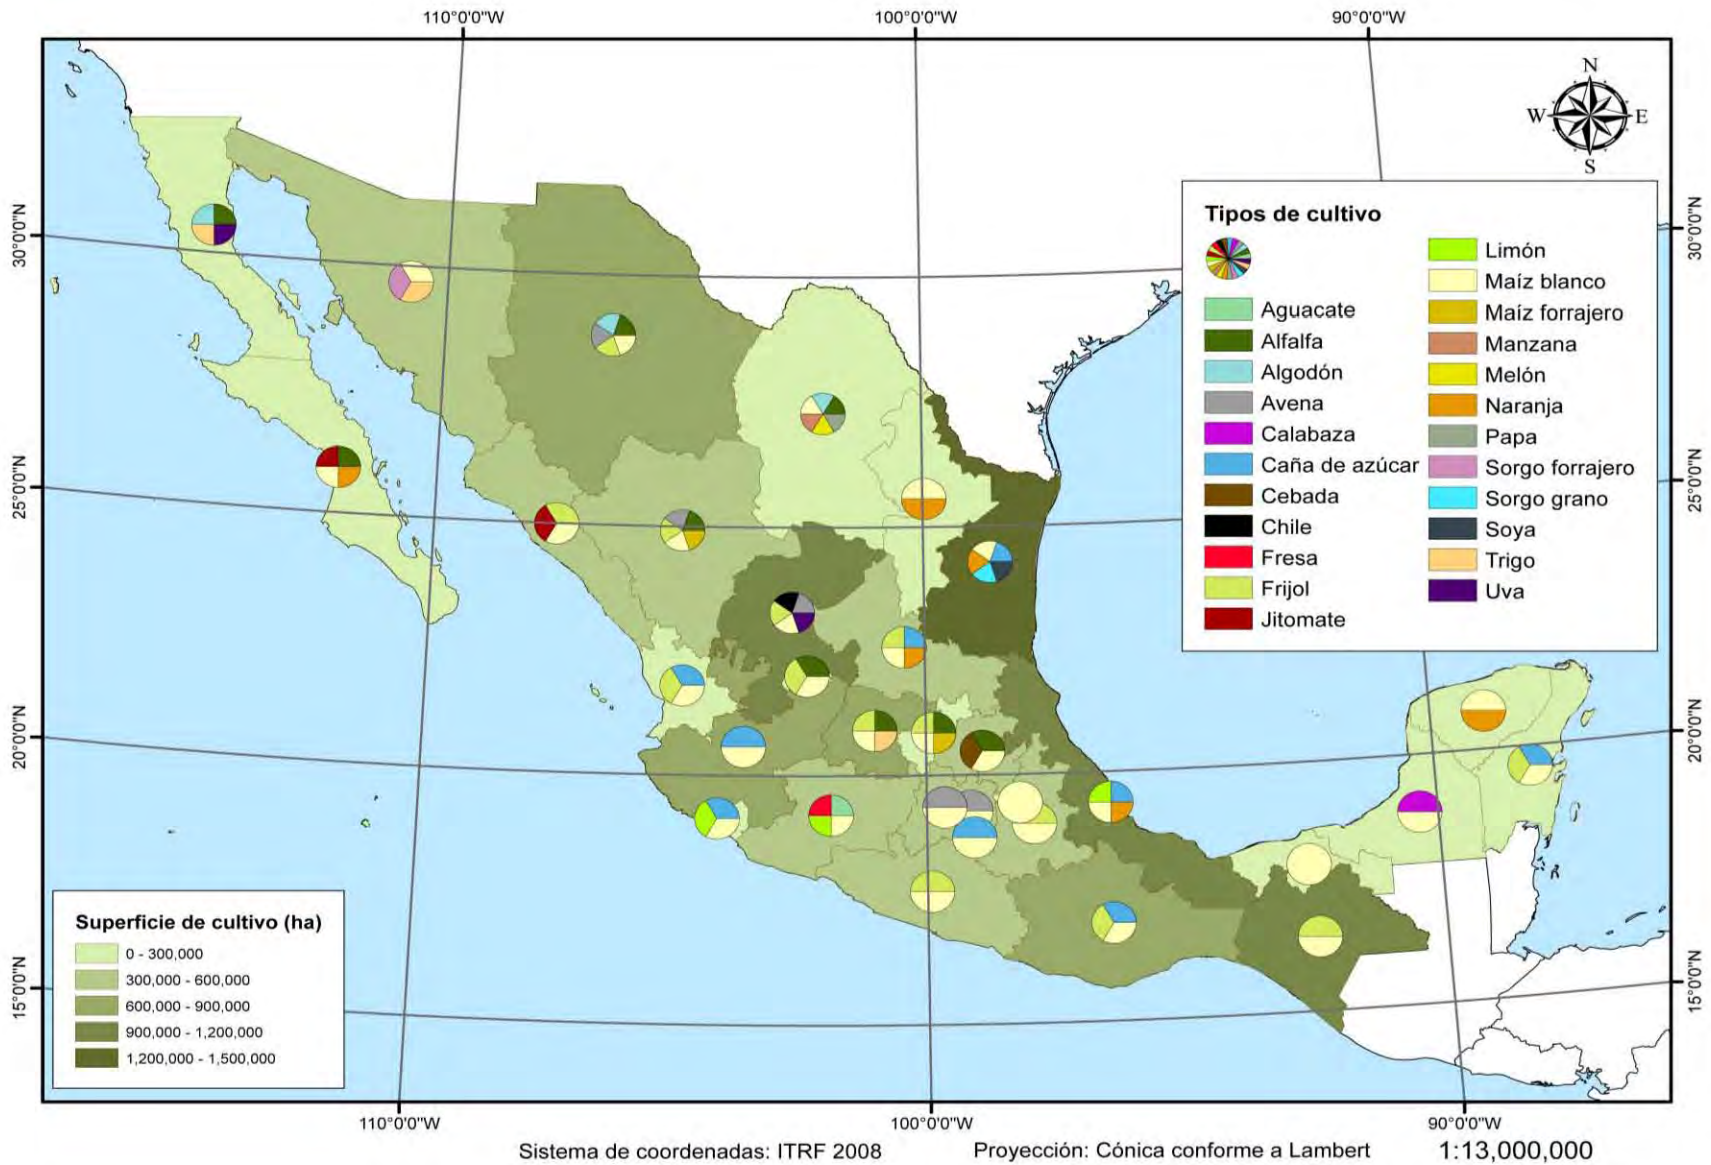 110°0'0"W
100°0'0"W
90°0'0"W
N
W
E
S
30°0'0"N
25°0'0"N
20°0'0"N
15°0'0"N
30°0'0"N
25°0'0"N
20°0'0"N
15°0'0"N
Tipos de cultivo
Aguacate
Alfalfa
Algodón
Avena
Calabaza
Caña de azúcar
Cebada
Chile
Fresa
Frijol
Jitomate
Limón
Maíz blanco
Maíz forrajero
Manzana
Melón
Naranja
Papa
Sorgo forrajero
Sorgo grano
Soya
Trigo
Uva
Superficie de cultivo (ha)
0 - 300,000
300,000 - 600,000
600,000 - 900,000
900,000 - 1,200,000
1,200,000 - 1,500,000
110°0'0"W
100°0'0"W
90°0'0"W
Sistema de coordenadas: ITRF 2008
Proyección: Cónica conforme a Lambert
1:13,000,000